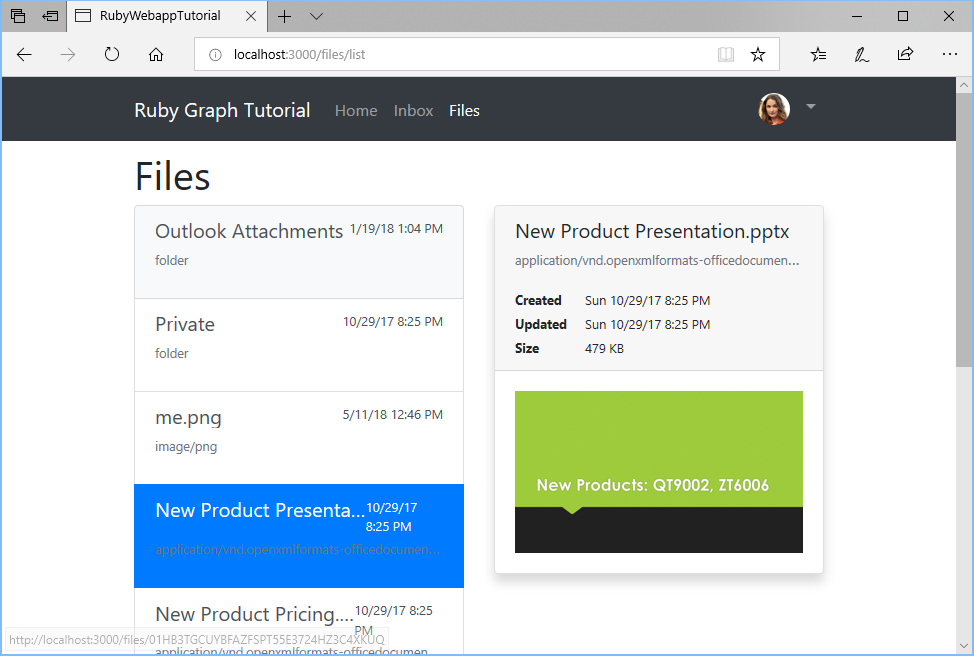 RubyWebappTutorial
localhost:3000/files/list
Ruby Graph Tutorial Home Inbox Files
Files
Outlook Attachments 1/19/18 1:04 PM
folder
Private 10/29/17 8:25 PM
folder
me.png 5/11/18 12:46 PM
image/png
New Product Presenta... 10/29/17
8:25 PM
application/vnd.openxmlformats-officedocumen...
New Product Pricing.... 10/29/17 8:25
PM
application/vnd.openxmlformats-officedocumen...
New Product Presentation.pptx
application/vnd.openxmlformats-officedocumen...
Created Sun 10/29/17 8:25 PM
Updated Sun 10/29/17 8:25 PM
Size 479 KB
New Products: QT9002, ZT6006
http://localhost:3000/files/01HB3TGCUYBFAZFSPT55E3724HZ3C4XKUQ